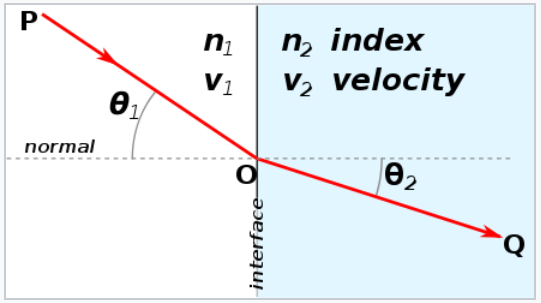 P
n1 n2 index
v1 v2 velocity
θ1
normal
O
θ2
interface
Q